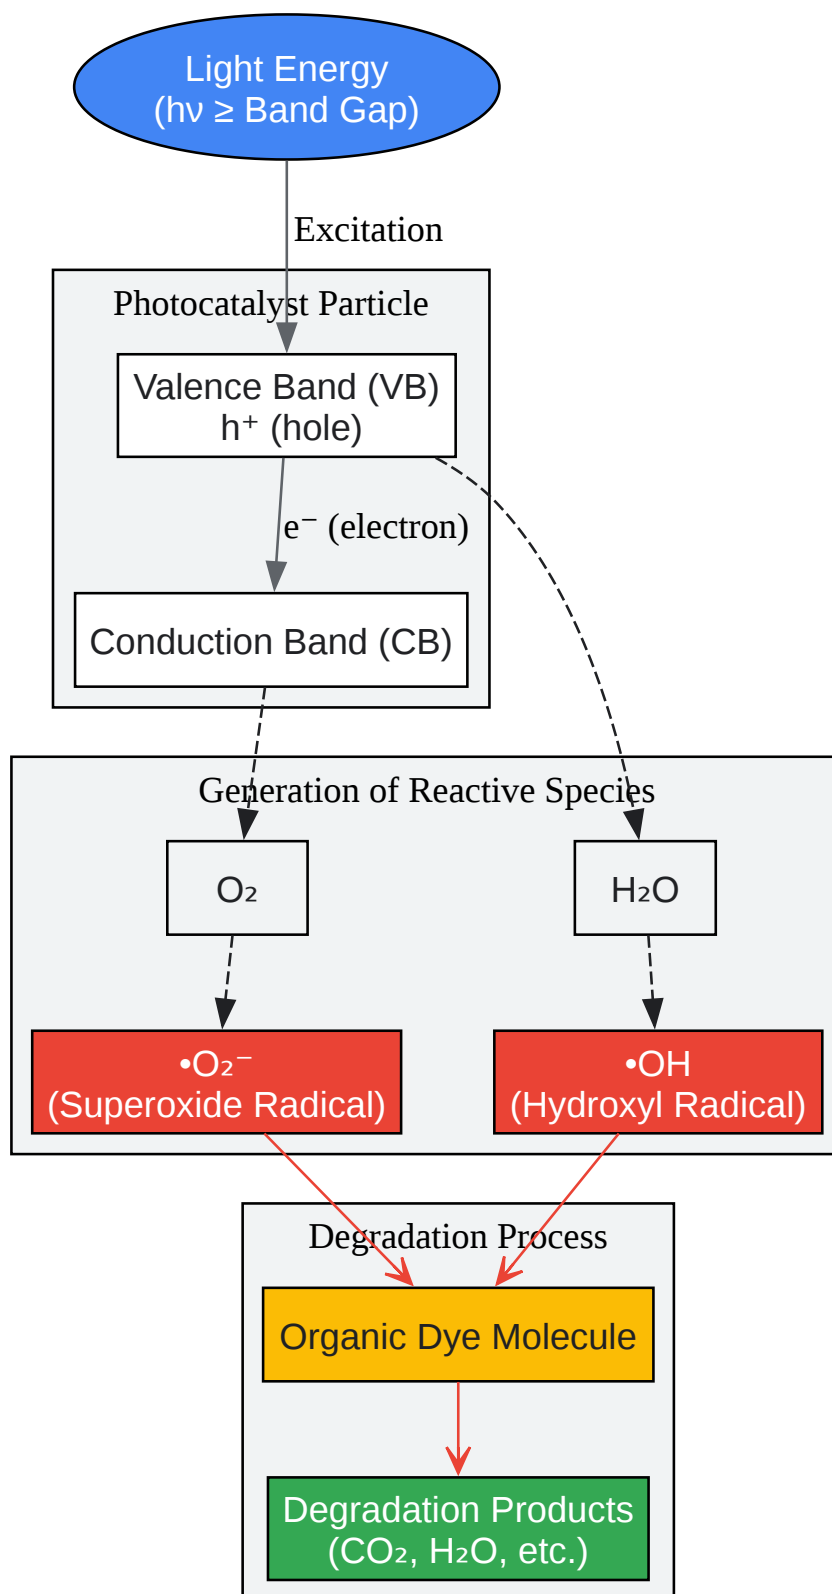 Light Energy
(hν ≥ Band Gap)
Excitation
Photocatalyst Particle
Valence Band (VB)
h⁺ (hole)
e⁻ (electron)
Conduction Band (CB)
Generation of Reactive Species
O₂
H₂O
•O₂⁻
(Superoxide Radical)
•OH
(Hydroxyl Radical)
Degradation Process
Organic Dye Molecule
Degradation Products
(CO₂, H₂O, etc.)